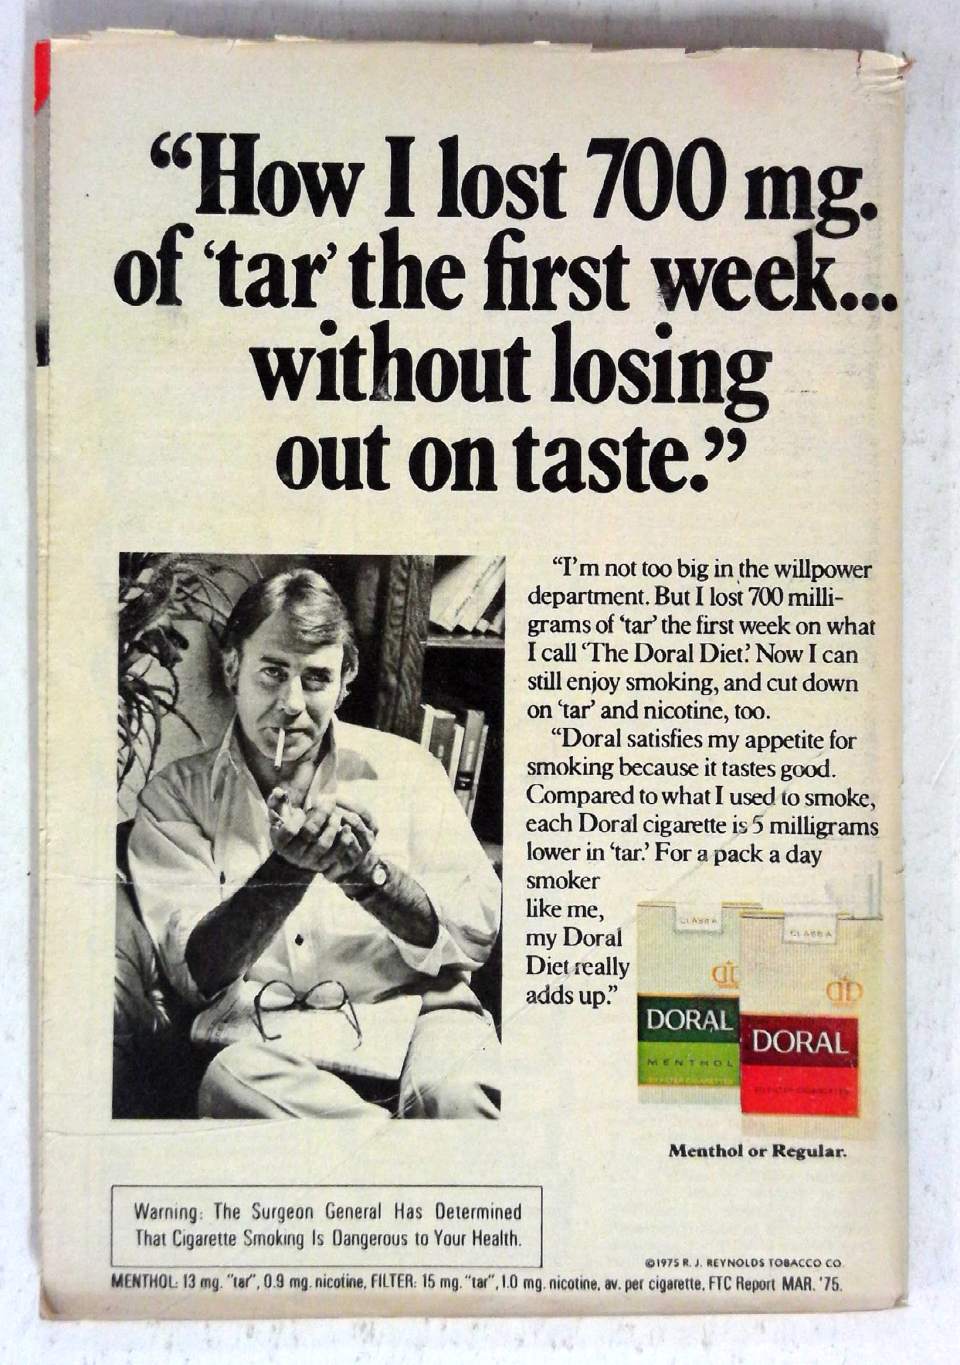 “How I lost 700 mg.
of ‘tar’ the first week...
without losing
out on taste.”
“I’m not too big in the willpower
department. But I lost 700 milli-
grams of ‘tar’ the first week on what
I call ‘The Doral Diet.’ Now I can
still enjoy smoking, and cut down
on ‘tar’ and nicotine, too.
“Doral satisfies my appetite for
smoking because it tastes good.
Compared to what I used to smoke,
each Doral cigarette is 5 milligrams
lower in ‘tar.’ For a pack a day
smoker
like me,
my Doral
Diet really
adds up.”
CLASS A
CLASS A
DORAL
MENTHOL
DORAL
Menthol or Regular.
Warning: The Surgeon General Has Determined
That Cigarette Smoking Is Dangerous to Your Health.
©1975 R. J. REYNOLDS TOBACCO CO.
MENTHOL: 13 mg. "tar", 0.9 mg. nicotine, FILTER: 15 mg. "tar", 1.0 mg. nicotine, av. per cigarette, FTC Report MAR. '75.